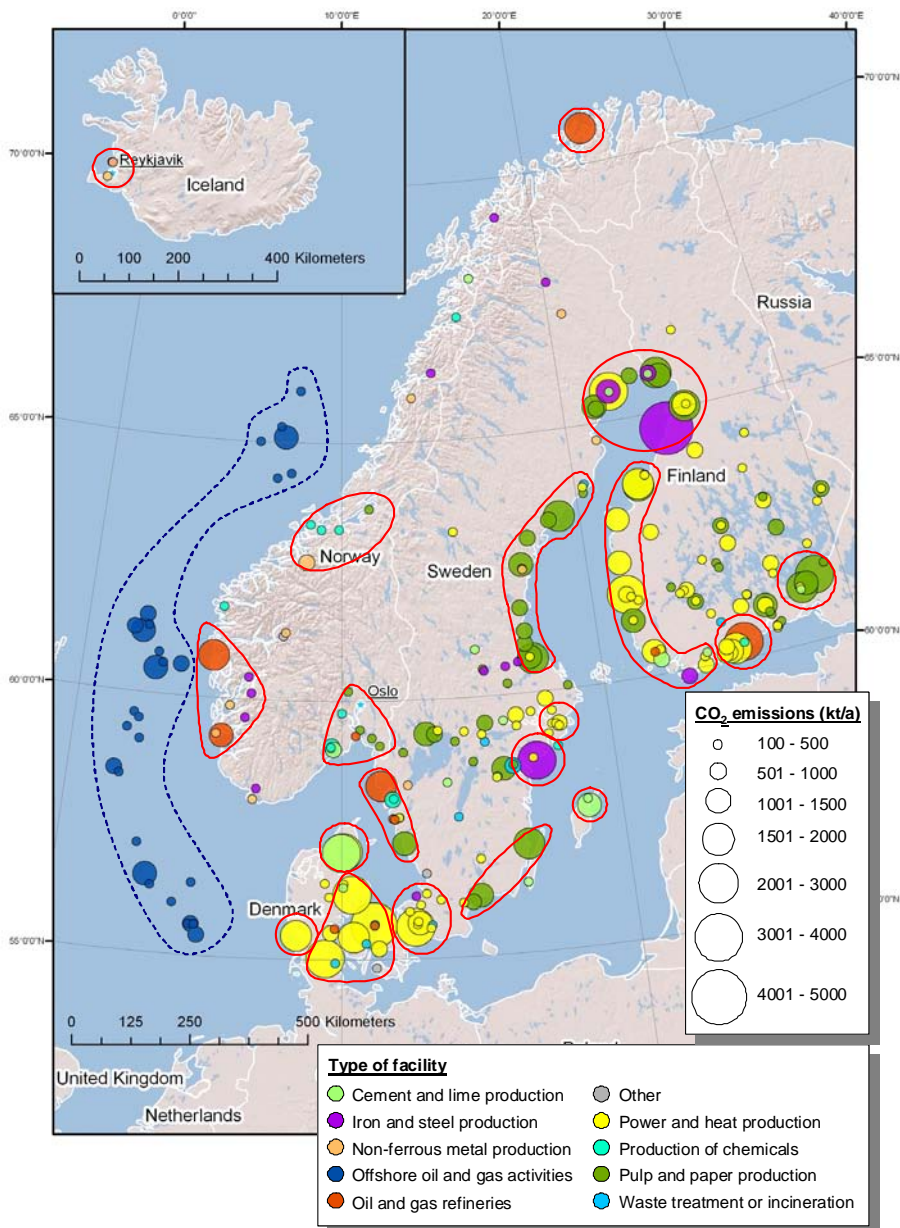 0°0'0"
10°0'0"E
20°0'0"E
30°0'0"E
40°0'0"E
70°0'0"N
70°0'0"N
Reykjavik
Iceland
0 100 200 400 Kilometers
Russia
65°0'0"N
65°0'0"N
Finland
Norway
Sweden
60°0'0"N
60°0'0"N
Oslo
CO2 emissions (kt/a)
100 - 500
501 - 1000
1001 - 1500
1501 - 2000
2001 - 3000
3001 - 4000
4001 - 5000
Denmark
55°0'0"N
0 125 250 500 Kilometers
United Kingdom
Netherlands
Type of facility
Cement and lime production
Iron and steel production
Non-ferrous metal production
Offshore oil and gas activities
Oil and gas refineries
Other
Power and heat production
Production of chemicals
Pulp and paper production
Waste treatment or incineration